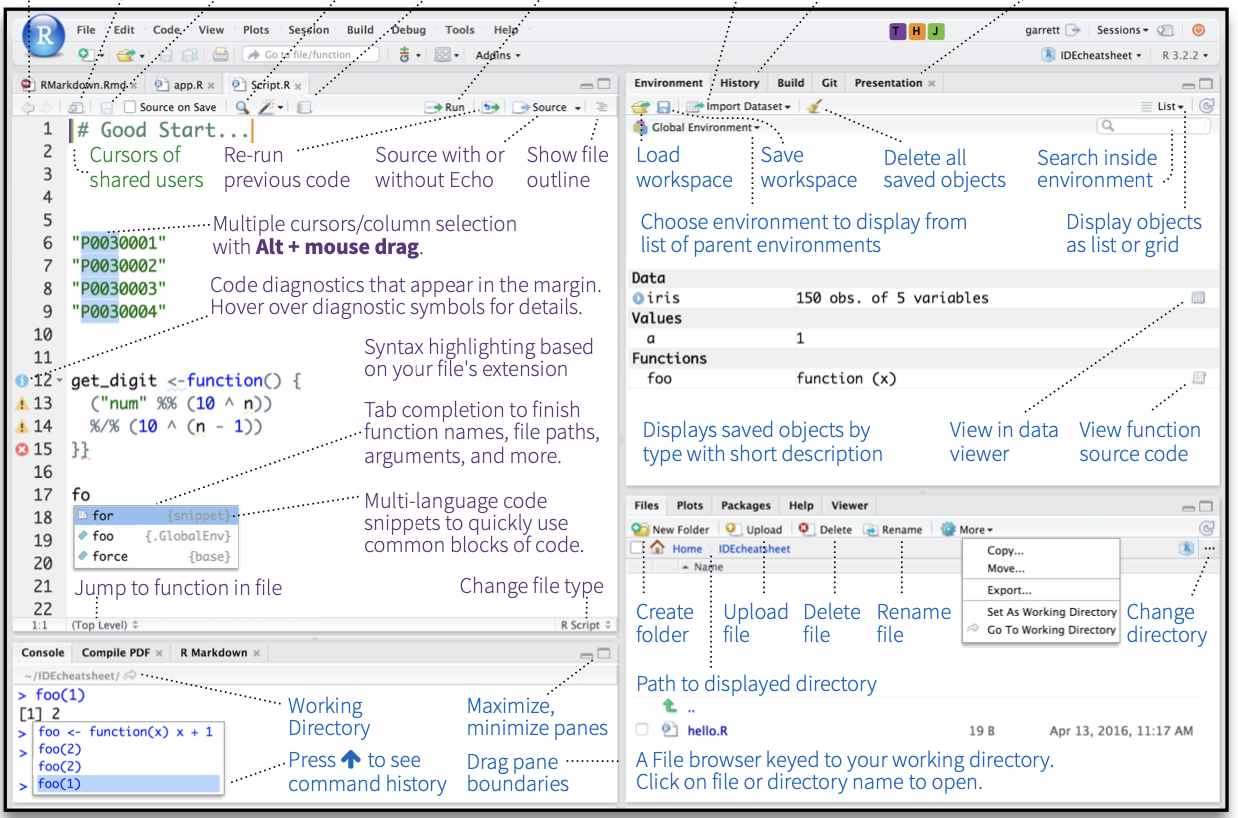 R
File Edit Code View Plots Session Build Debug Tools Help
T H J
garrett Sessions
Go to file/function Addins
IDEcheatsheet R 3.2.2
RMarkdown.Rmd app.R Script.R
Source on Save Run Source
1 # Good Start...
2
3
4
5
6 "P0030001"
7 "P0030002"
8 "P0030003"
9 "P0030004"
10
11
12 get_digit <-function() {
13 ("num" %% (10 ^ n))
14 %/% (10 ^ (n - 1))
15 }}
16
17 fo
18
19
20
21
22
for {snippet}
foo {.GlobalEnv}
force {base}
Cursors of
shared users
Re-run
previous code
Source with or
without Echo
Show file
outline
Multiple cursors/column selection
with Alt + mouse drag.
Code diagnostics that appear in the margin.
Hover over diagnostic symbols for details.
Syntax highlighting based
on your file's extension
Tab completion to finish
function names, file paths,
arguments, and more.
Multi-language code
snippets to quickly use
common blocks of code.
Jump to function in file
Change file type
1:1 (Top Level) R Script
Console Compile PDF R Markdown
~/IDEcheatsheet/
> foo(1)
[1] 2
>
>
>
foo <- function(x) x + 1
foo(2)
foo(2)
foo(1)
Working
Directory
Press to see
command history
Maximize,
minimize panes
Drag pane
boundaries
Environment History Build Git Presentation
Import Dataset List
Global Environment
Load
workspace
Save
workspace
Delete all
saved objects
Search inside
environment
Choose environment to display from
list of parent environments
Display objects
as list or grid
Data
iris 150 obs. of 5 variables
Values
a 1
Functions
foo function (x)
Displays saved objects by
type with short description
View in data
viewer
View function
source code
Files Plots Packages Help Viewer
New Folder Upload Delete Rename More
Home IDEcheatsheet
Name
Copy...
Move...
Export...
Set As Working Directory
Go To Working Directory
Create
folder
Upload
file
Delete
file
Rename
file
Change
directory
Path to displayed directory
..
hello.R 19 B Apr 13, 2016, 11:17 AM
A File browser keyed to your working directory.
Click on file or directory name to open.